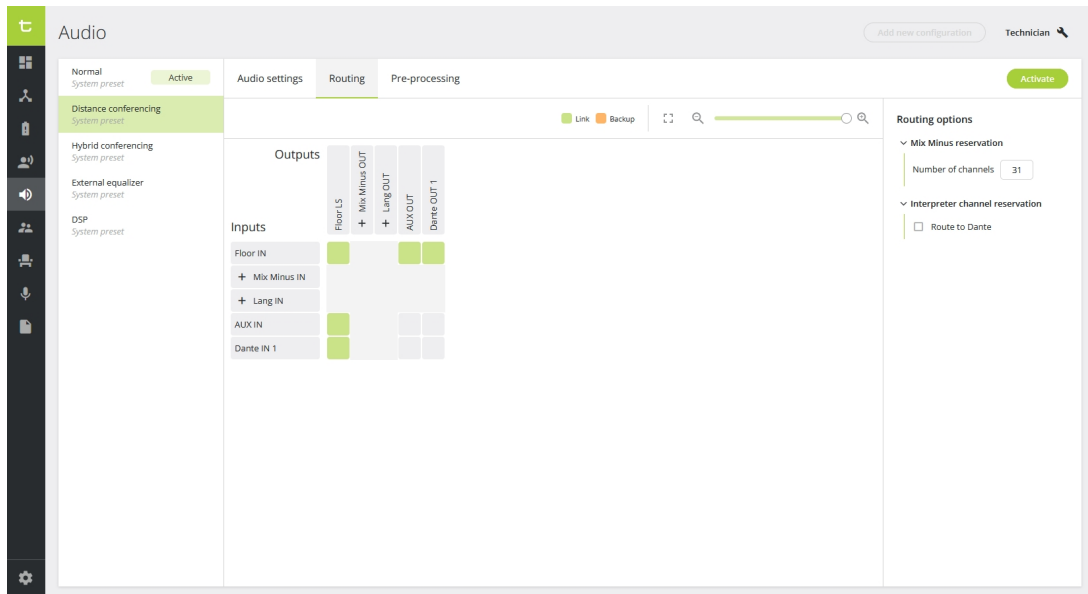 t
Audio
Add new configuration
Technician
Normal
System preset
Active
Distance conferencing
System preset
Hybrid conferencing
System preset
External equalizer
System preset
DSP
System preset
Audio settings
Routing
Pre-processing
Activate
Link
Backup
Outputs
Floor LS
+ Mix Minus OUT
+ Lang OUT
AUX OUT
Dante OUT 1
Inputs
Floor IN
+ Mix Minus IN
+ Lang IN
AUX IN
Dante IN 1
Routing options
Mix Minus reservation
Number of channels 31
Interpreter channel reservation
Route to Dante